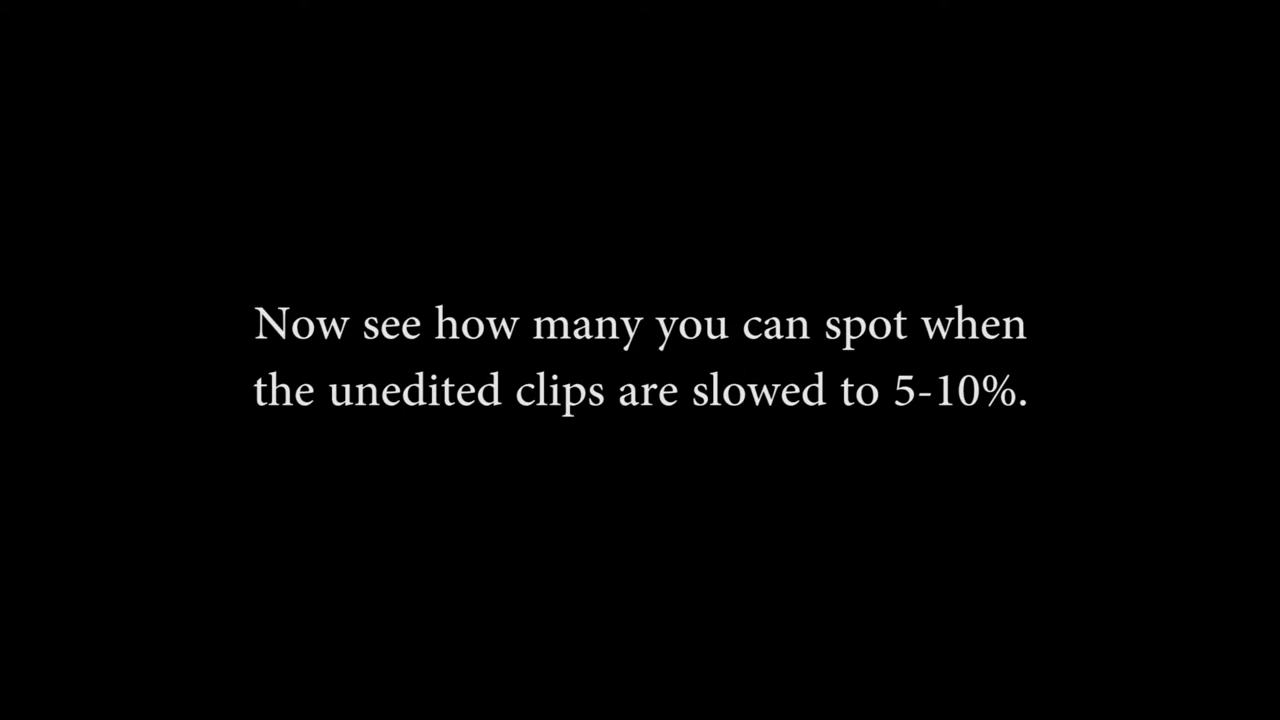 Now see how many you can spot when
the unedited clips are slowed to 5-10%.